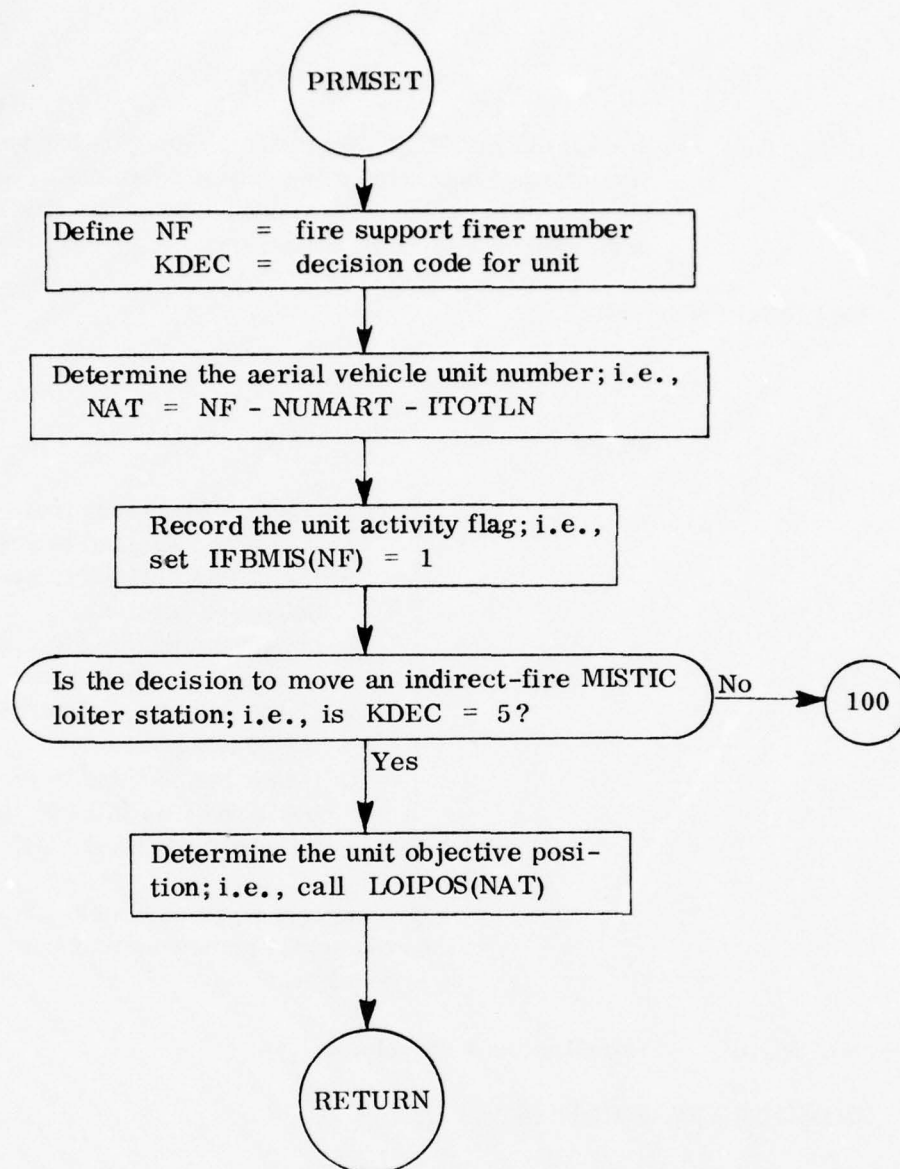 PRMSET
Define NF = fire support firer number
KDEC = decision code for unit
Determine the aerial vehicle unit number; i.e.,
NAT = NF - NUMART - ITOTLN
Record the unit activity flag; i.e.,
set IFBMIS(NF) = 1
Is the decision to move an indirect-fire MISTIC
loiter station; i.e., is KDEC = 5?
No
100
Yes
Determine the unit objective posi-
tion; i.e., call LOIPOS(NAT)
RETURN